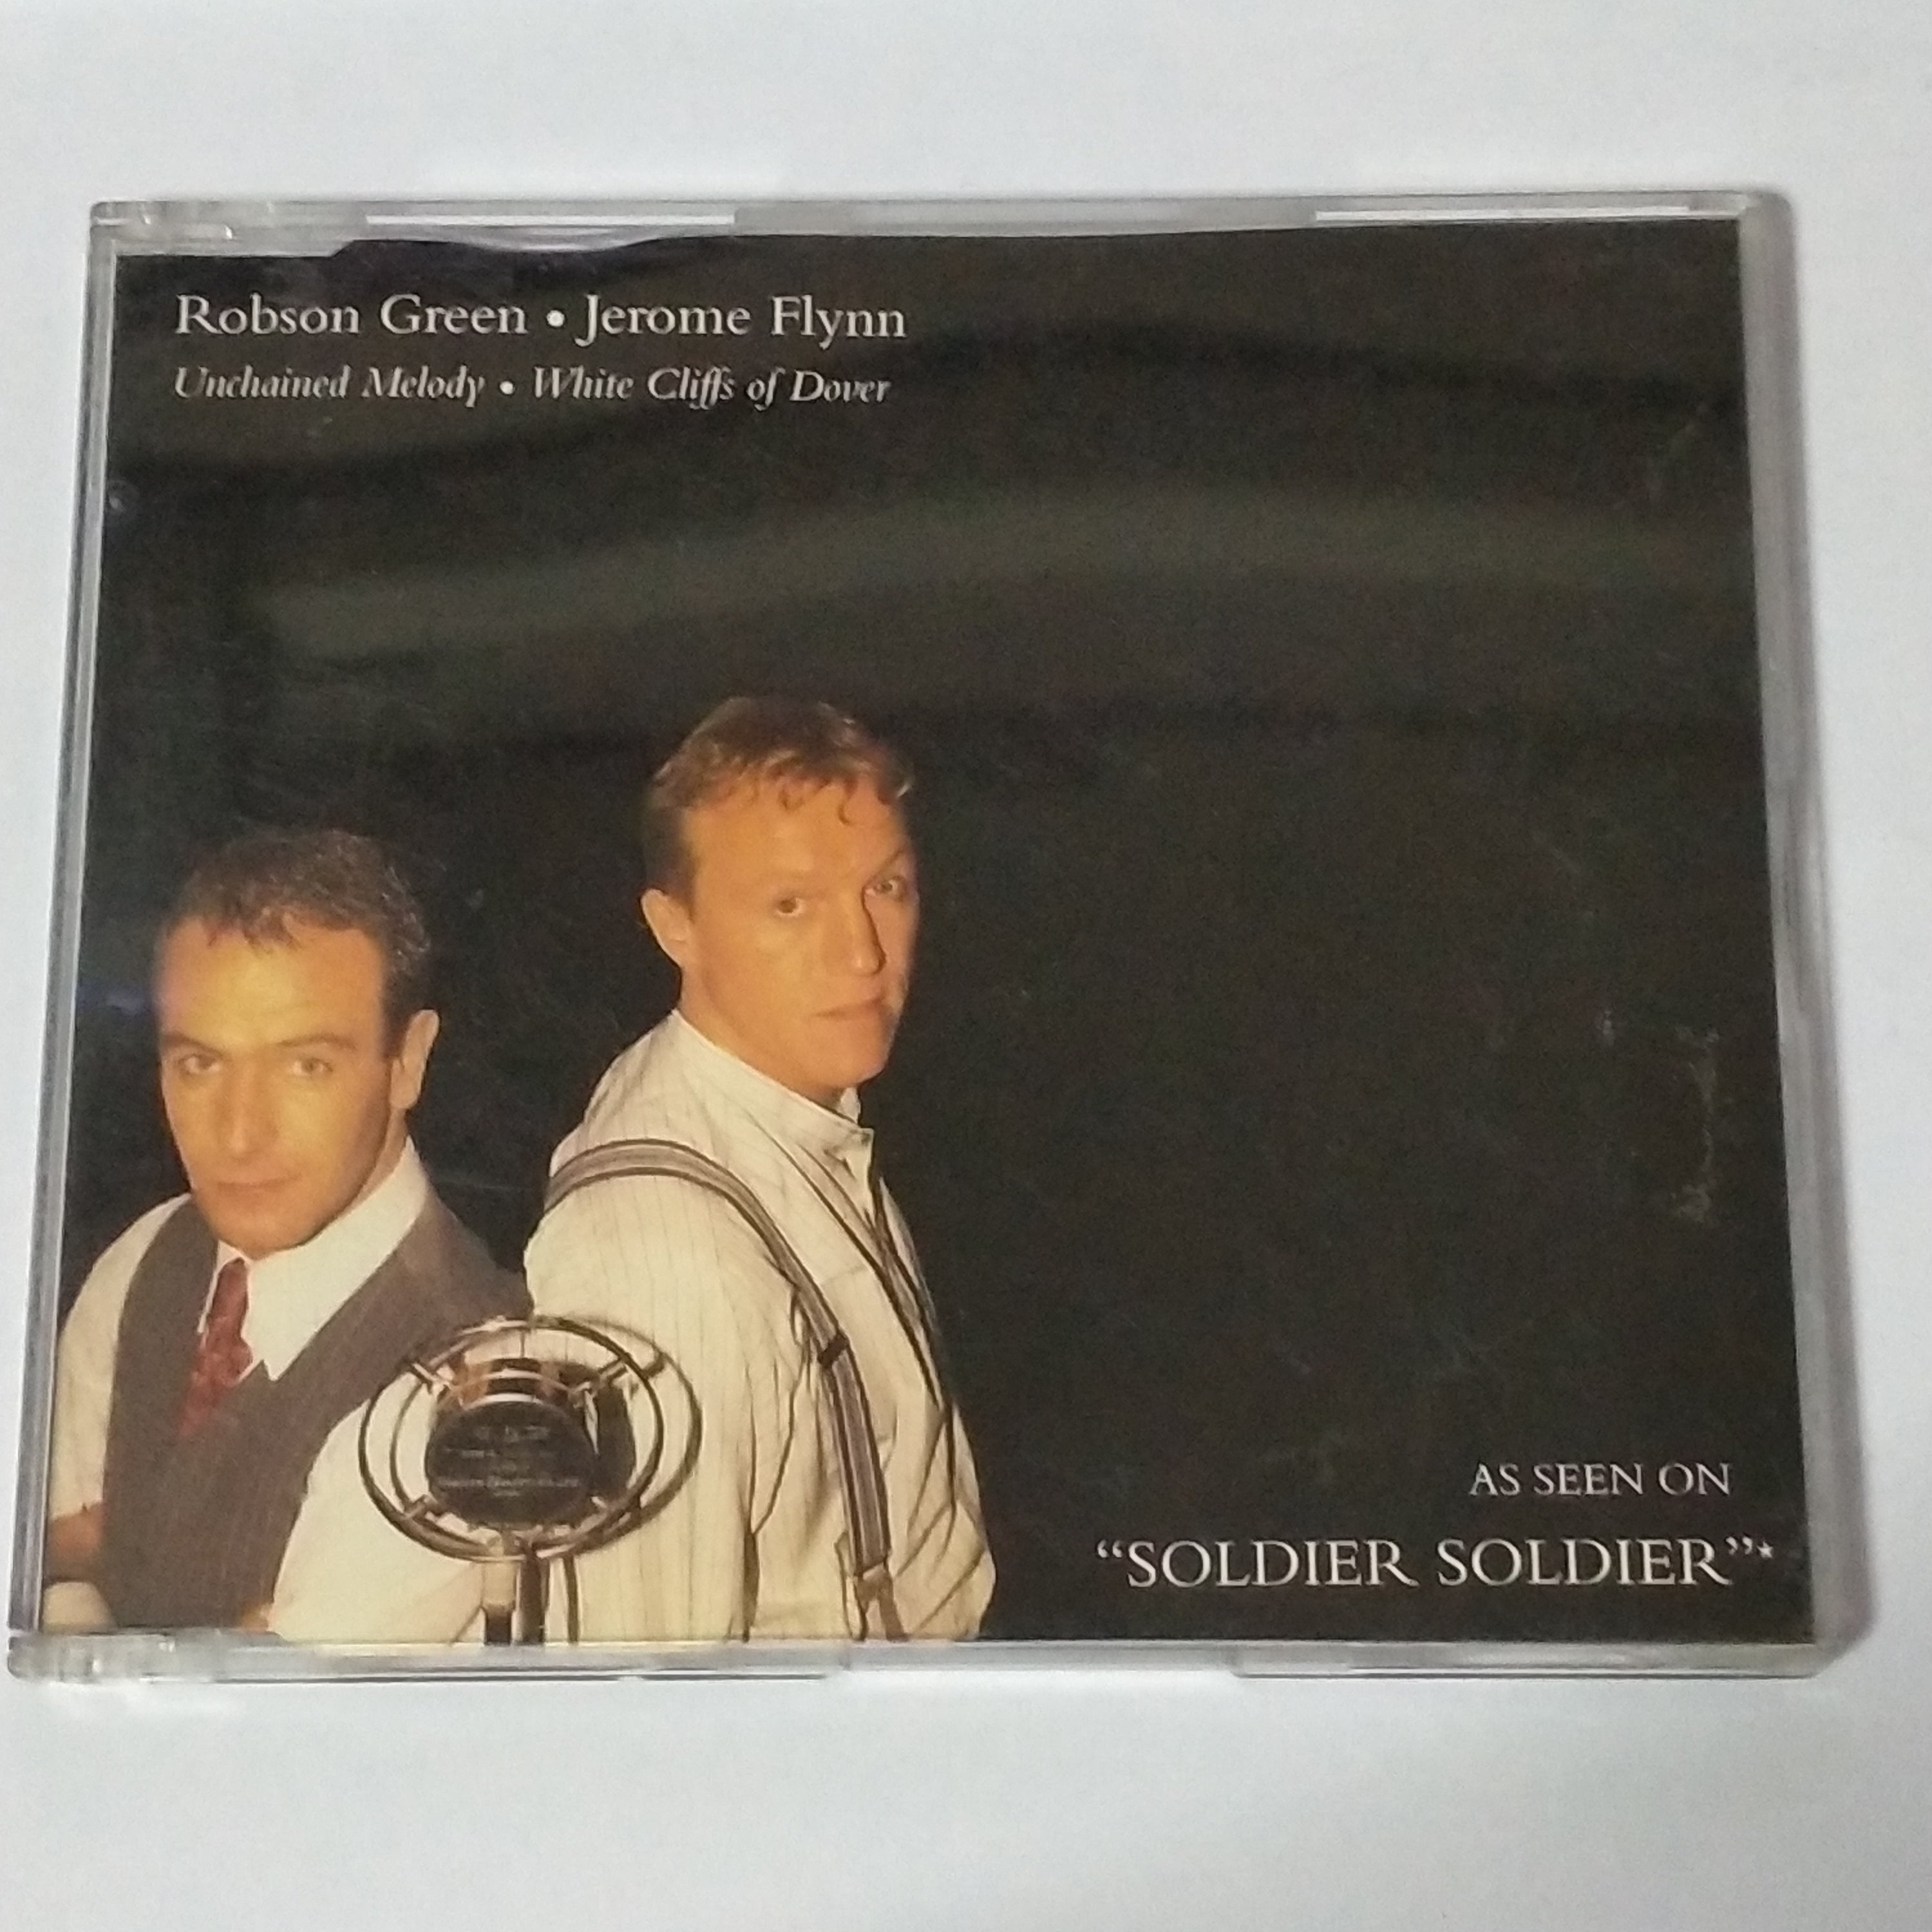 Robson Green • Jerome Flynn
Unchained Melody • White Cliffs of Dover
AS SEEN ON
“SOLDIER SOLDIER”*